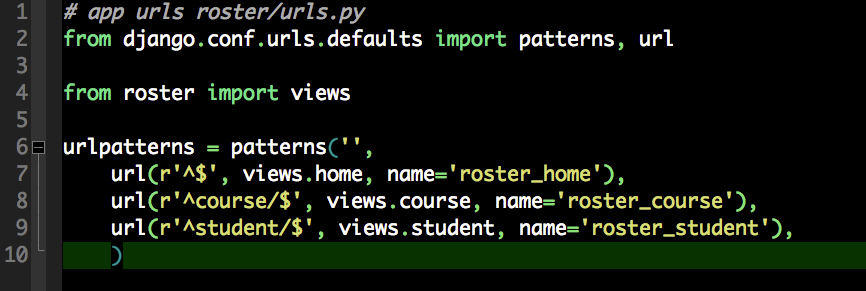 1 # app urls roster/urls.py
2 from django.conf.urls.defaults import patterns, url
3
4 from roster import views
5
6 urlpatterns = patterns('',
7     url(r'^$', views.home, name='roster_home'),
8     url(r'^course/$', views.course, name='roster_course'),
9     url(r'^student/$', views.student, name='roster_student'),
10     )